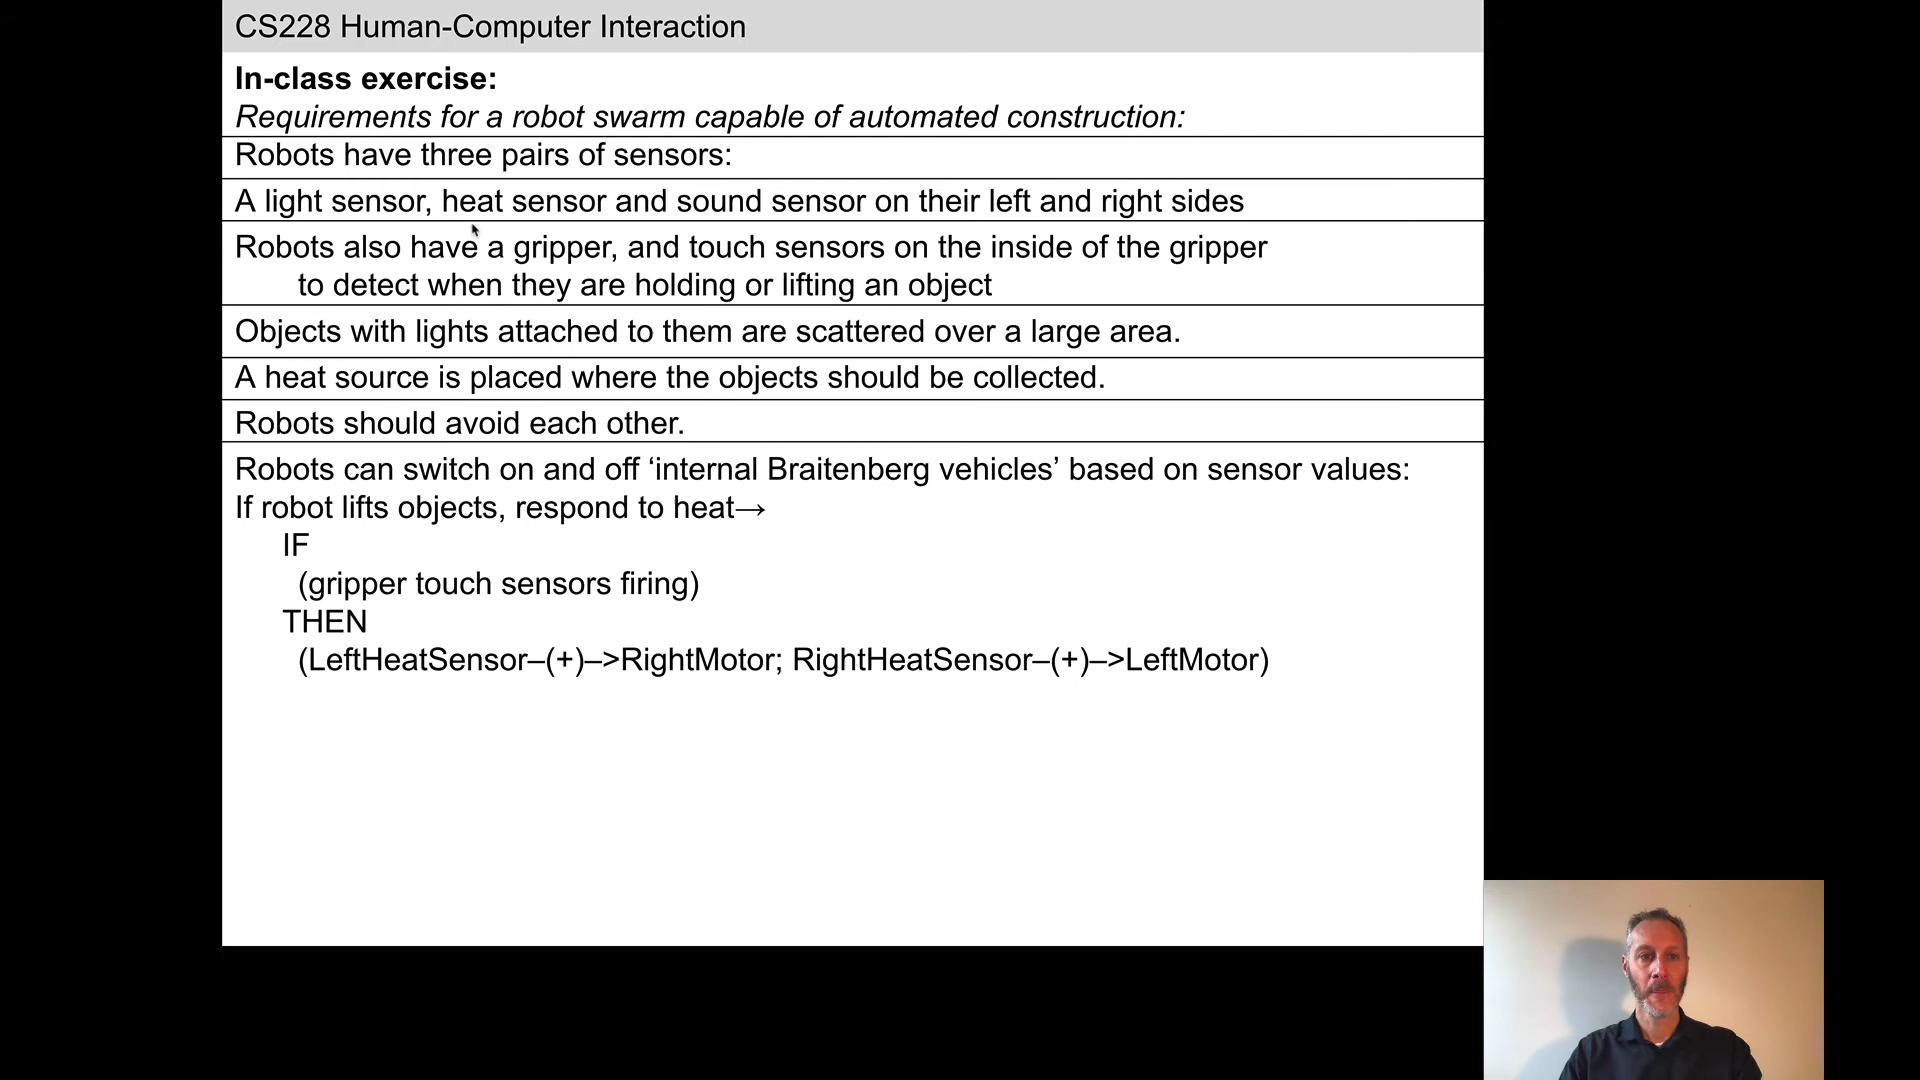 CS228 Human-Computer Interaction
In-class exercise:
Requirements for a robot swarm capable of automated construction:
Robots have three pairs of sensors:
A light sensor, heat sensor and sound sensor on their left and right sides
Robots also have a gripper, and touch sensors on the inside of the gripper
to detect when they are holding or lifting an object
Objects with lights attached to them are scattered over a large area.
A heat source is placed where the objects should be collected.
Robots should avoid each other.
Robots can switch on and off ‘internal Braitenberg vehicles’ based on sensor values:
If robot lifts objects, respond to heat→
IF
(gripper touch sensors firing)
THEN
(LeftHeatSensor–(+)–>RightMotor; RightHeatSensor–(+)–>LeftMotor)